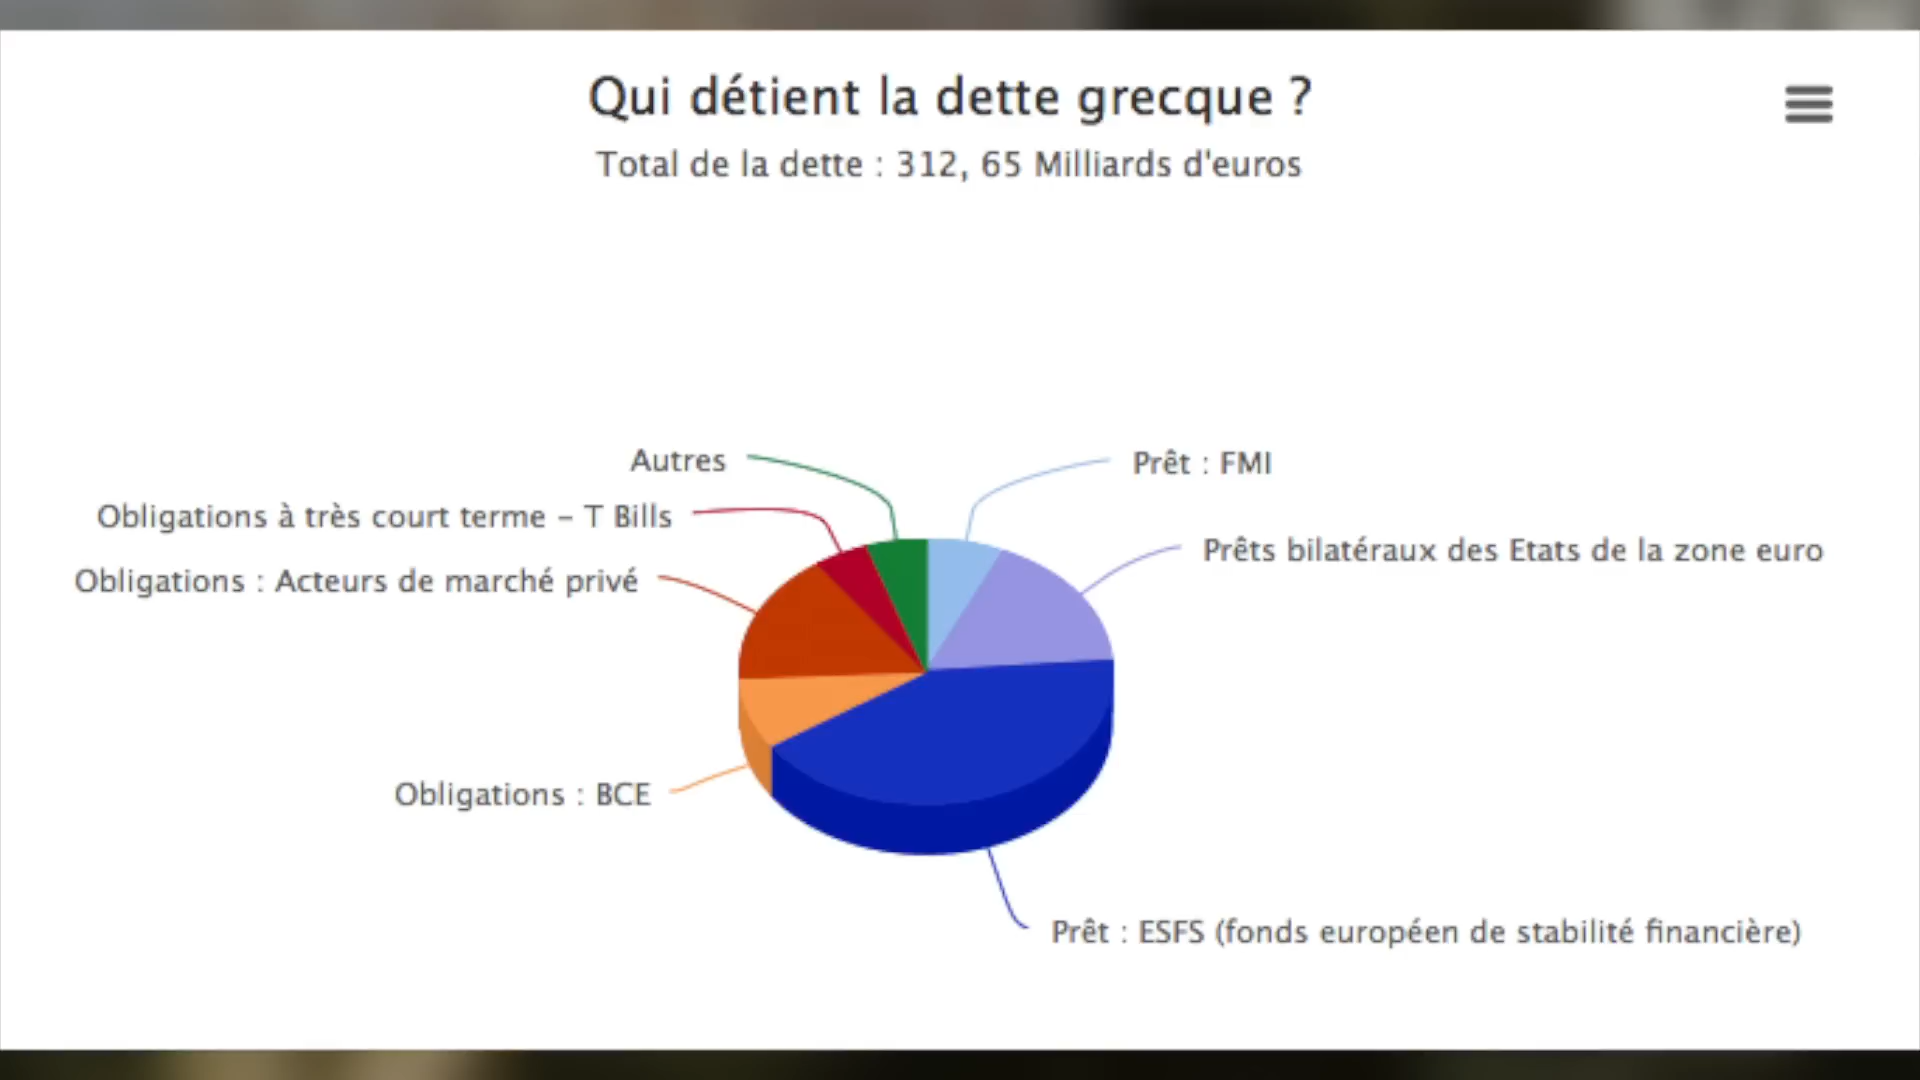 Qui détient la dette grecque ?
Total de la dette : 312, 65 Milliards d'euros
Autres
Prêt : FMI
Obligations à très court terme – T Bills
Prêts bilatéraux des Etats de la zone euro
Obligations : Acteurs de marché privé
Obligations : BCE
Prêt : ESFS (fonds européen de stabilité financière)